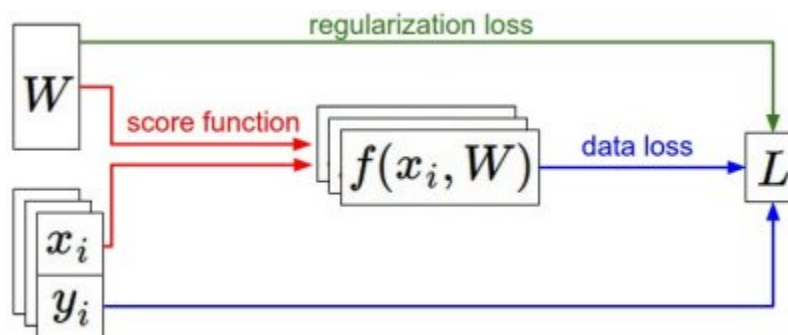 regularization loss
W
score function
f(x_i, W)
data loss
L
x_i
y_i